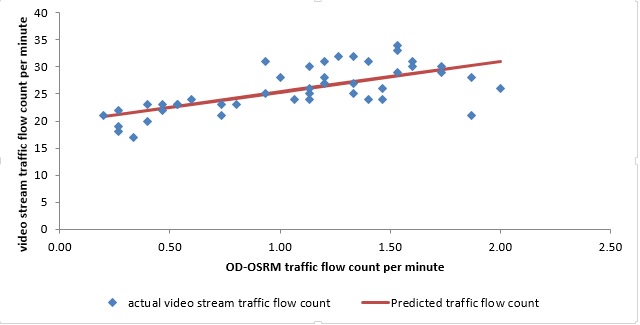 video stream traffic flow count per minute
40
35
30
25
20
15
10
5
0
0.00 0.50 1.00 1.50 2.00 2.50
OD-OSRM traffic flow count per minute
actual video stream traffic flow count Predicted traffic flow count